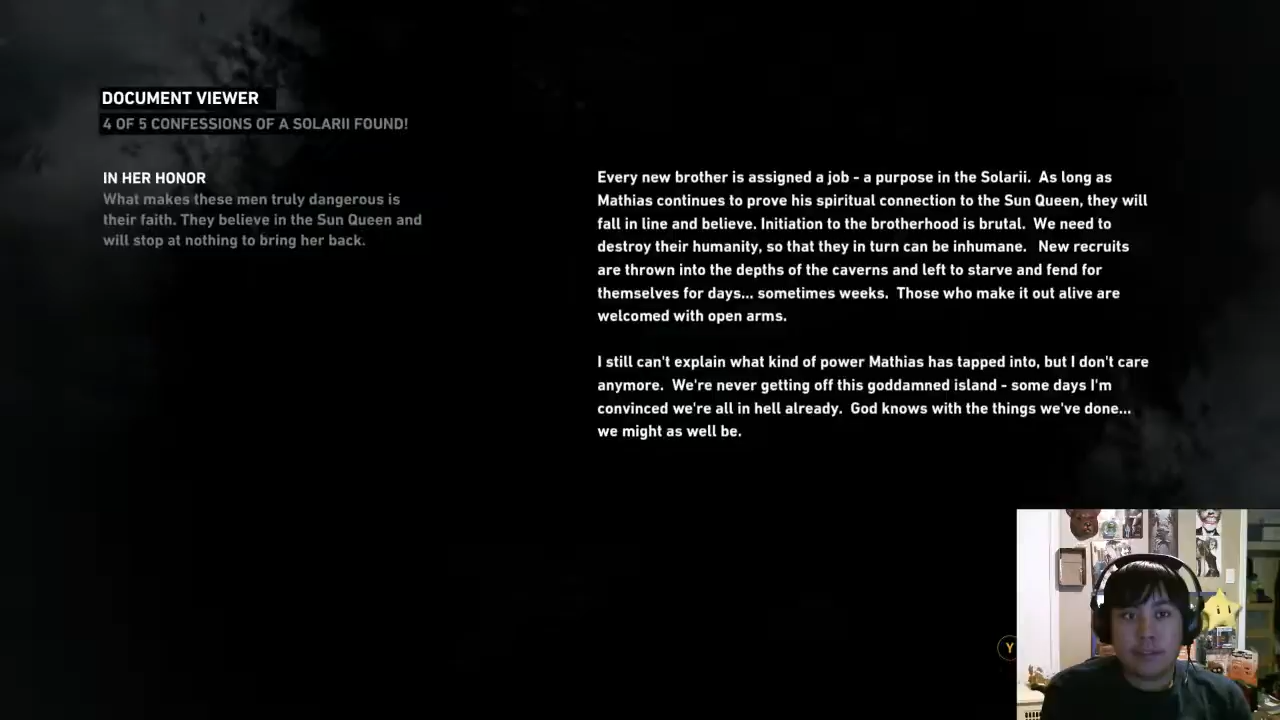 DOCUMENT VIEWER
4 OF 5 CONFESSIONS OF A SOLARII FOUND!
IN HER HONOR
What makes these men truly dangerous is
their faith. They believe in the Sun Queen and
will stop at nothing to bring her back.
Every new brother is assigned a job - a purpose in the Solarii. As long as
Mathias continues to prove his spiritual connection to the Sun Queen, they will
fall in line and believe. Initiation to the brotherhood is brutal. We need to
destroy their humanity, so that they in turn can be inhumane. New recruits
are thrown into the depths of the caverns and left to starve and fend for
themselves for days... sometimes weeks. Those who make it out alive are
welcomed with open arms.
I still can't explain what kind of power Mathias has tapped into, but I don't care
anymore. We're never getting off this goddamned island - some days I'm
convinced we're all in hell already. God knows with the things we've done...
we might as well be.
Y